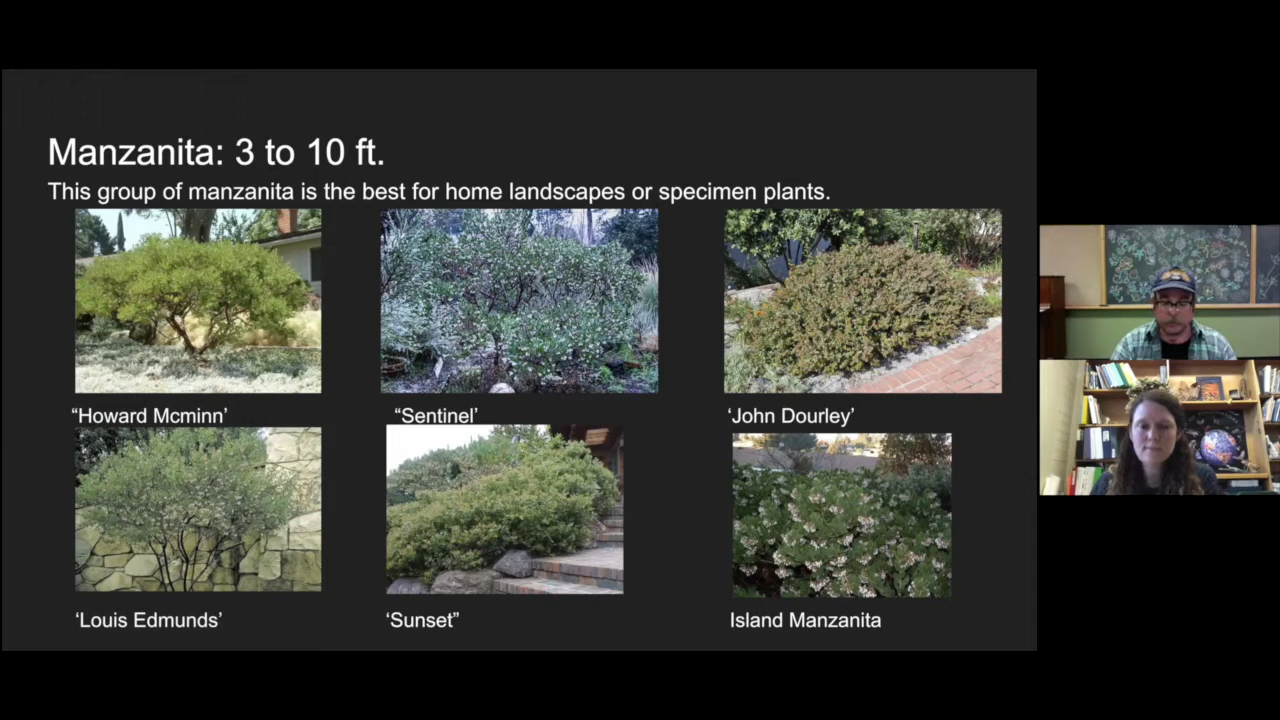 Manzanita: 3 to 10 ft.
This group of manzanita is the best for home landscapes or specimen plants.
“Howard Mcminn’
“Sentinel’
‘John Dourley’
‘Louis Edmunds’
‘Sunset”
Island Manzanita